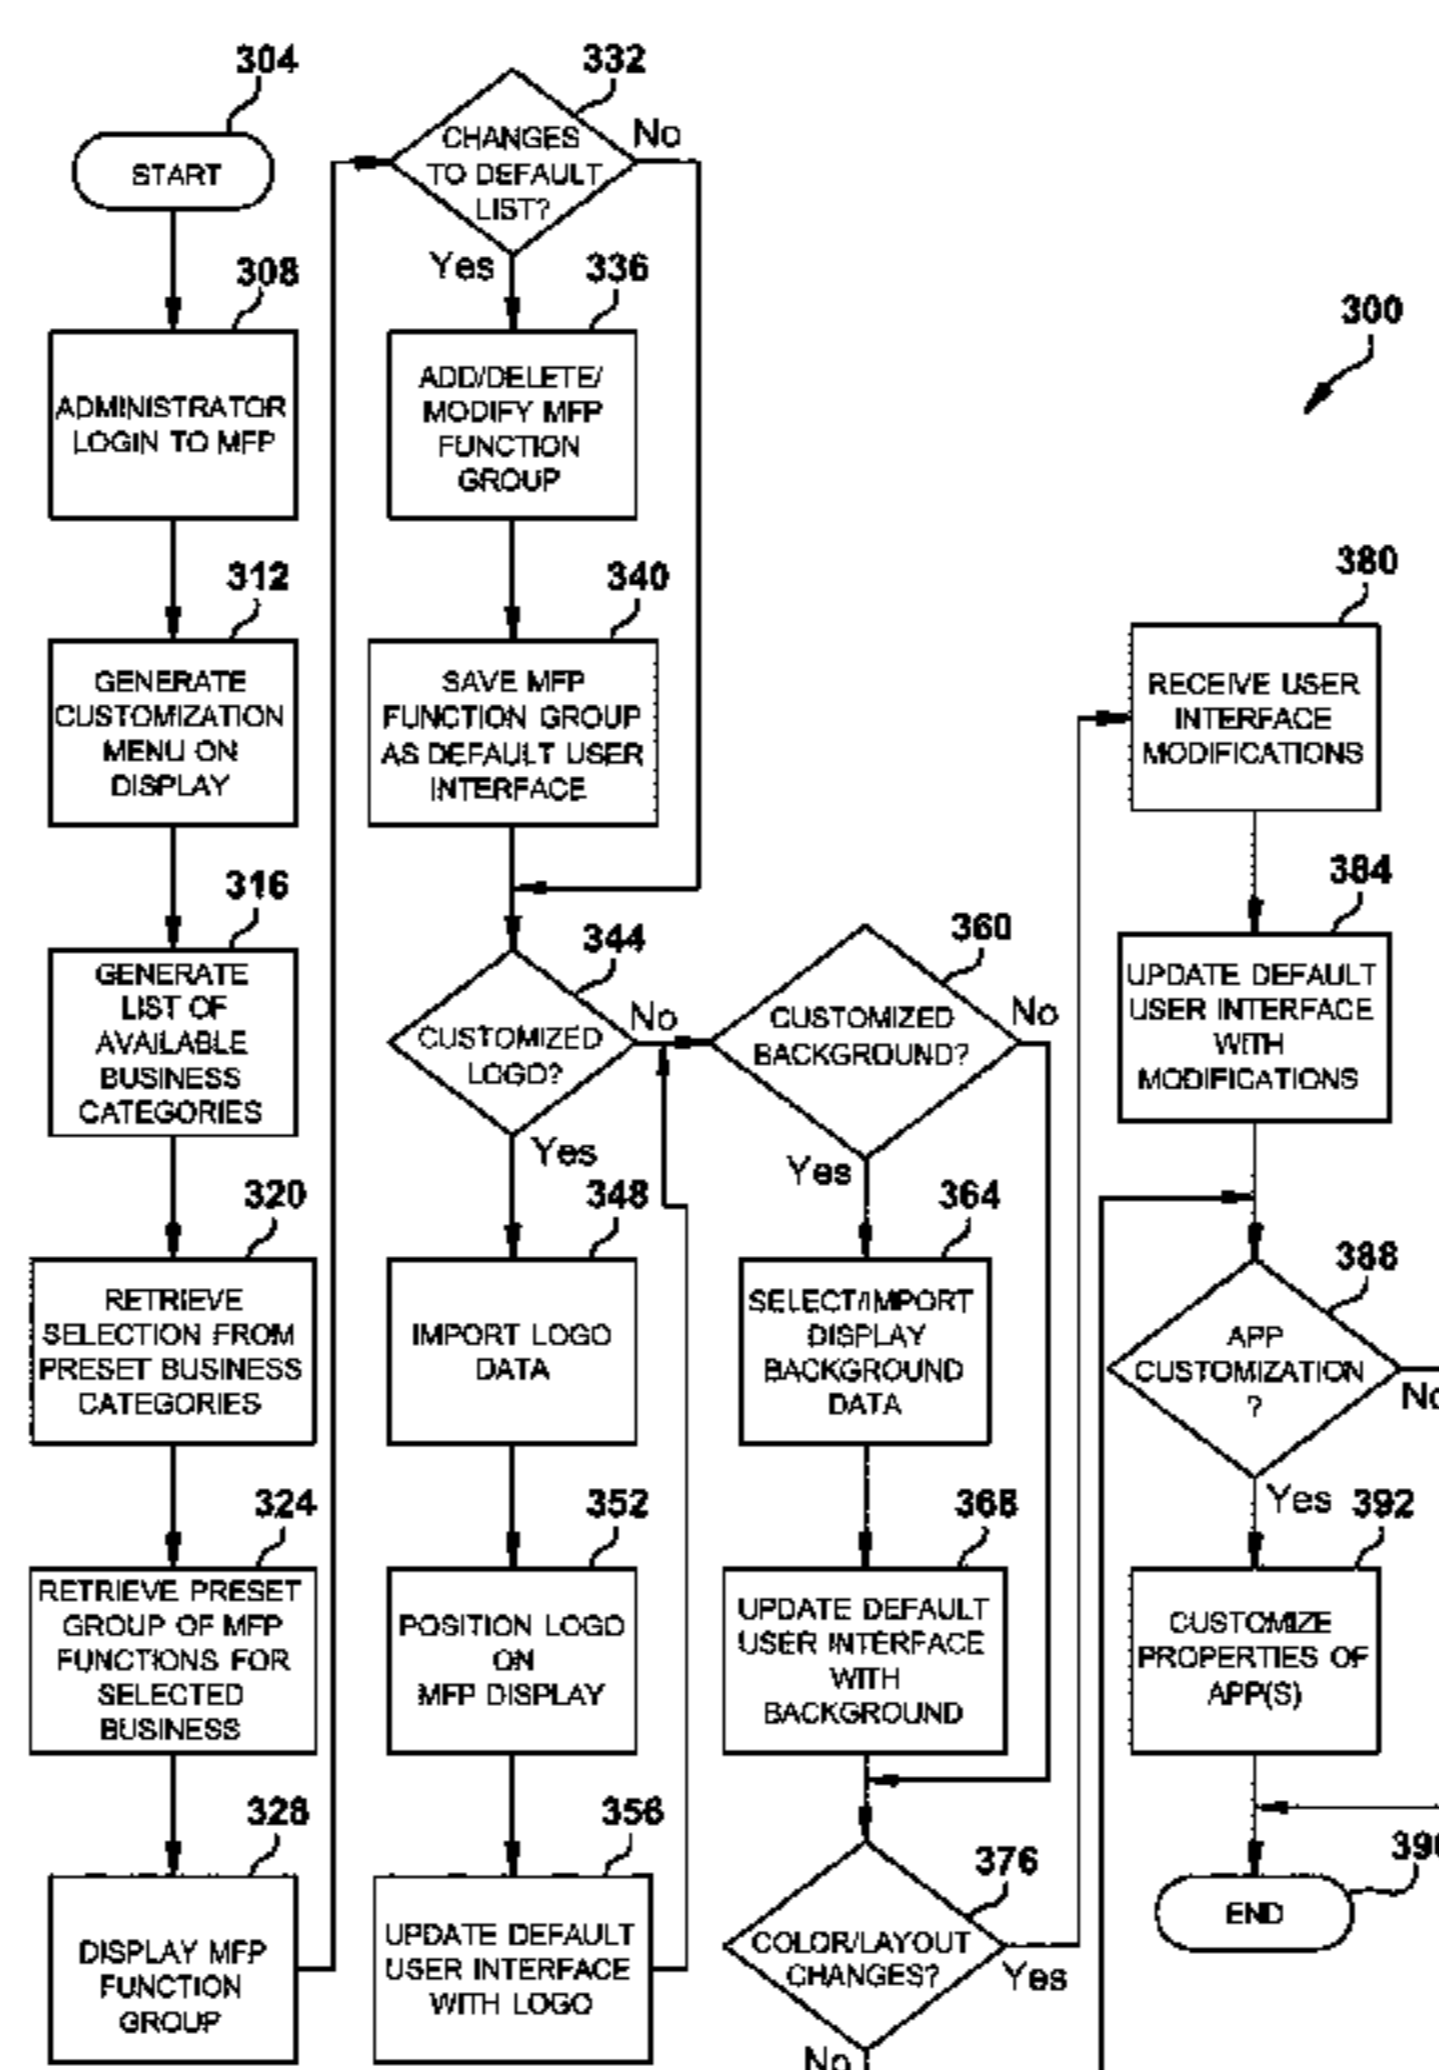 304
START
308
ADMINISTRATOR
LOGIN TO MFP
312
GENERATE
CUSTOMIZATION
MENU ON
DISPLAY
316
GENERATE
LIST OF
AVAILABLE
BUSINESS
CATEGORIES
320
RETRIEVE
SELECTION FROM
PRESET BUSINESS
CATEGORIES
324
RETRIEVE PRESET
GROUP OF MFP
FUNCTIONS FOR
SELECTED
BUSINESS
328
DISPLAY MFP
FUNCTION
GROUP
332
CHANGES
TO DEFAULT
LIST?
No
Yes
336
ADD/DELETE/
MODIFY MFP
FUNCTION
GROUP
340
SAVE MFP
FUNCTION GROUP
AS DEFAULT USER
INTERFACE
344
CUSTOMIZED
LOGO?
No
Yes
348
IMPORT LOGO
DATA
352
POSITION LOGO
ON
MFP DISPLAY
356
UPDATE DEFAULT
USER INTERFACE
WITH LOGO
360
CUSTOMIZED
BACKGROUND?
No
Yes
364
SELECT/IMPORT
DISPLAY
BACKGROUND
DATA
368
UPDATE DEFAULT
USER INTERFACE
WITH
BACKGROUND
376
COLOR/LAYOUT
CHANGES?
Yes
No
300
380
RECEIVE USER
INTERFACE
MODIFICATIONS
384
UPDATE DEFAULT
USER INTERFACE
WITH
MODIFICATIONS
388
APP
CUSTOMIZATION
?
No
Yes
392
CUSTOMIZE
PROPERTIES OF
APP(S)
END